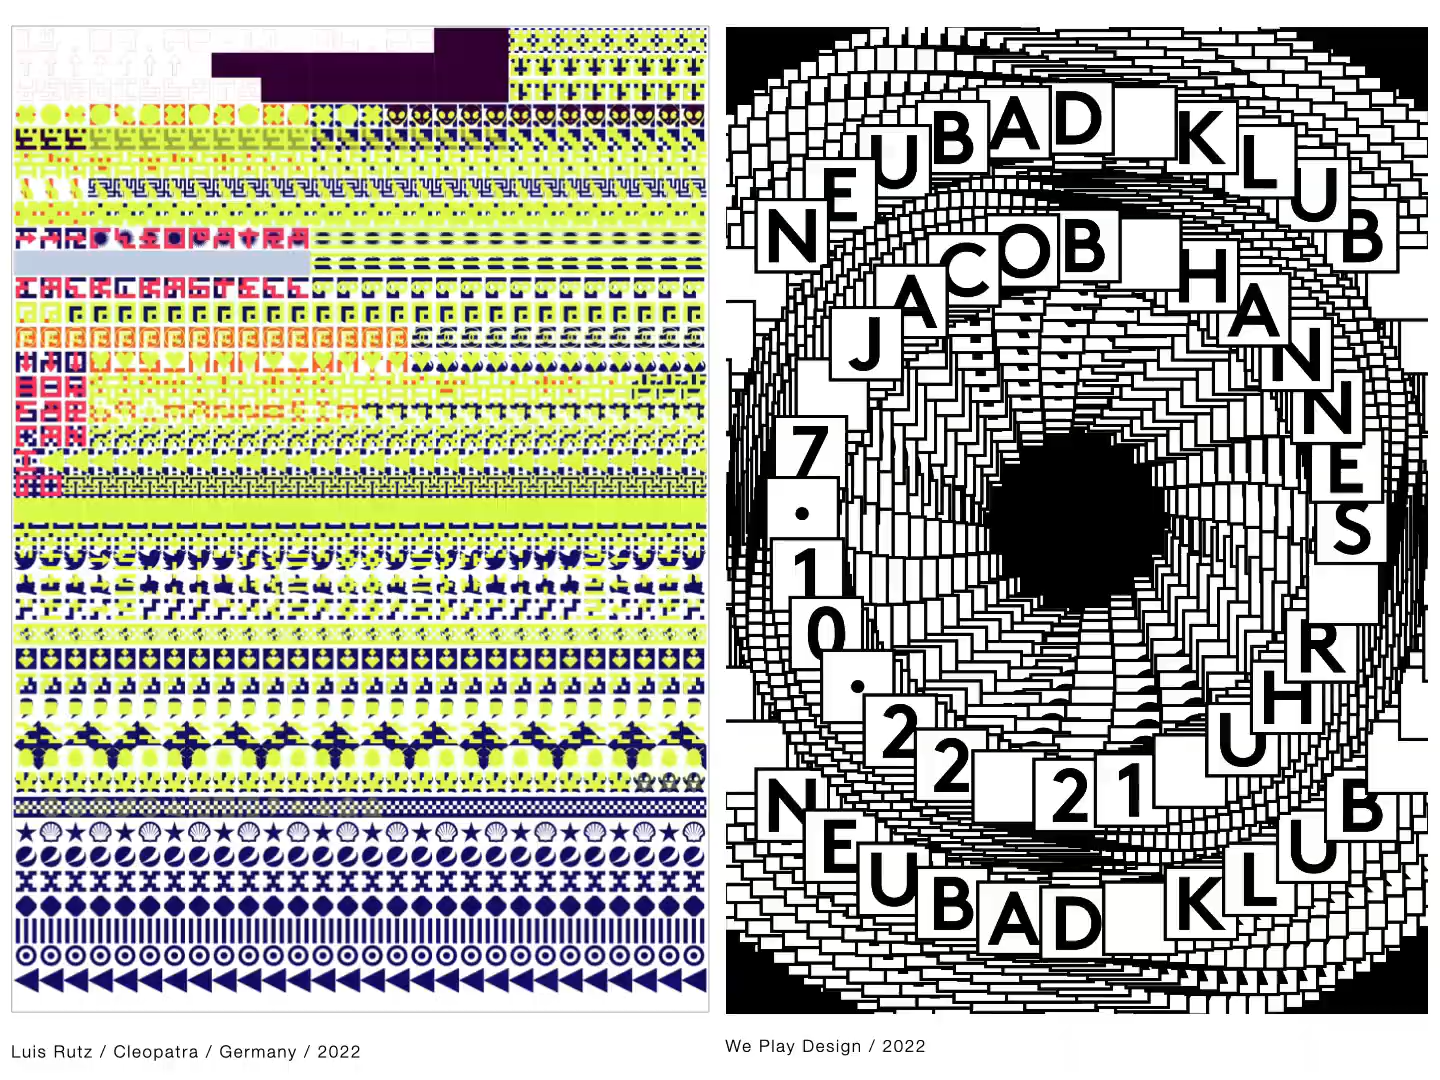 NEUBAD KLUB
JACOB HANNES
7.10.22 21 UHR
NEUBAD KLUB
Luis Rutz / Cleopatra / Germany / 2022
We Play Design / 2022